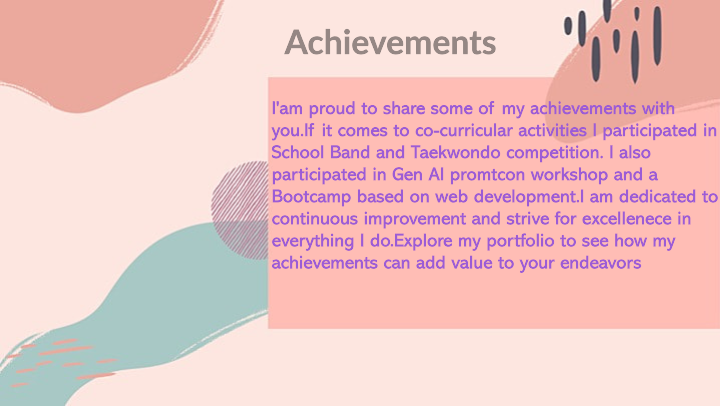 Achievements
I'am proud to share some of my achievements with
you.If it comes to co-curricular activities I participated in
School Band and Taekwondo competition. I also
participated in Gen AI promtcon workshop and a
Bootcamp based on web development.I am dedicated to
continuous improvement and strive for excellenece in
everything I do.Explore my portfolio to see how my
achievements can add value to your endeavors